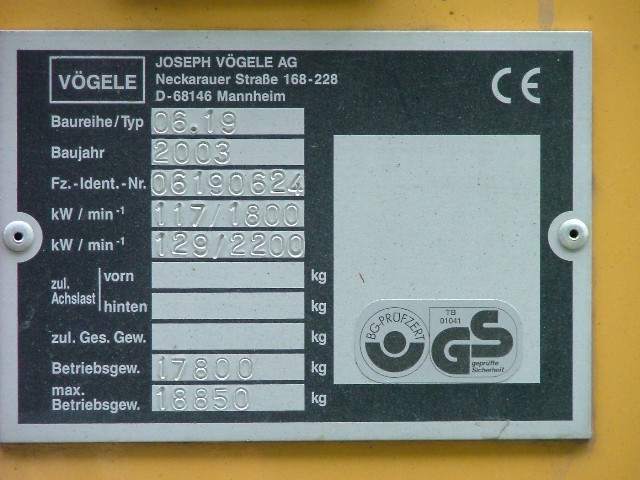 VÖGELE
JOSEPH VÖGELE AG
Neckarauer Straße 168-228
D-68146 Mannheim
CE
Baureihe/Typ 06.19
Baujahr 2003
Fz.-Ident.-Nr. 06190624
kW / min⁻¹ 117/1800
kW / min⁻¹ 129/2200
zul. Achslast vorn kg
hinten kg
zul. Ges. Gew. kg
Betriebsgew. 17800 kg
max.
Betriebsgew. 18850 kg
BG-PRÜFZERT
TB
01041
GS
geprüfte
Sicherheit